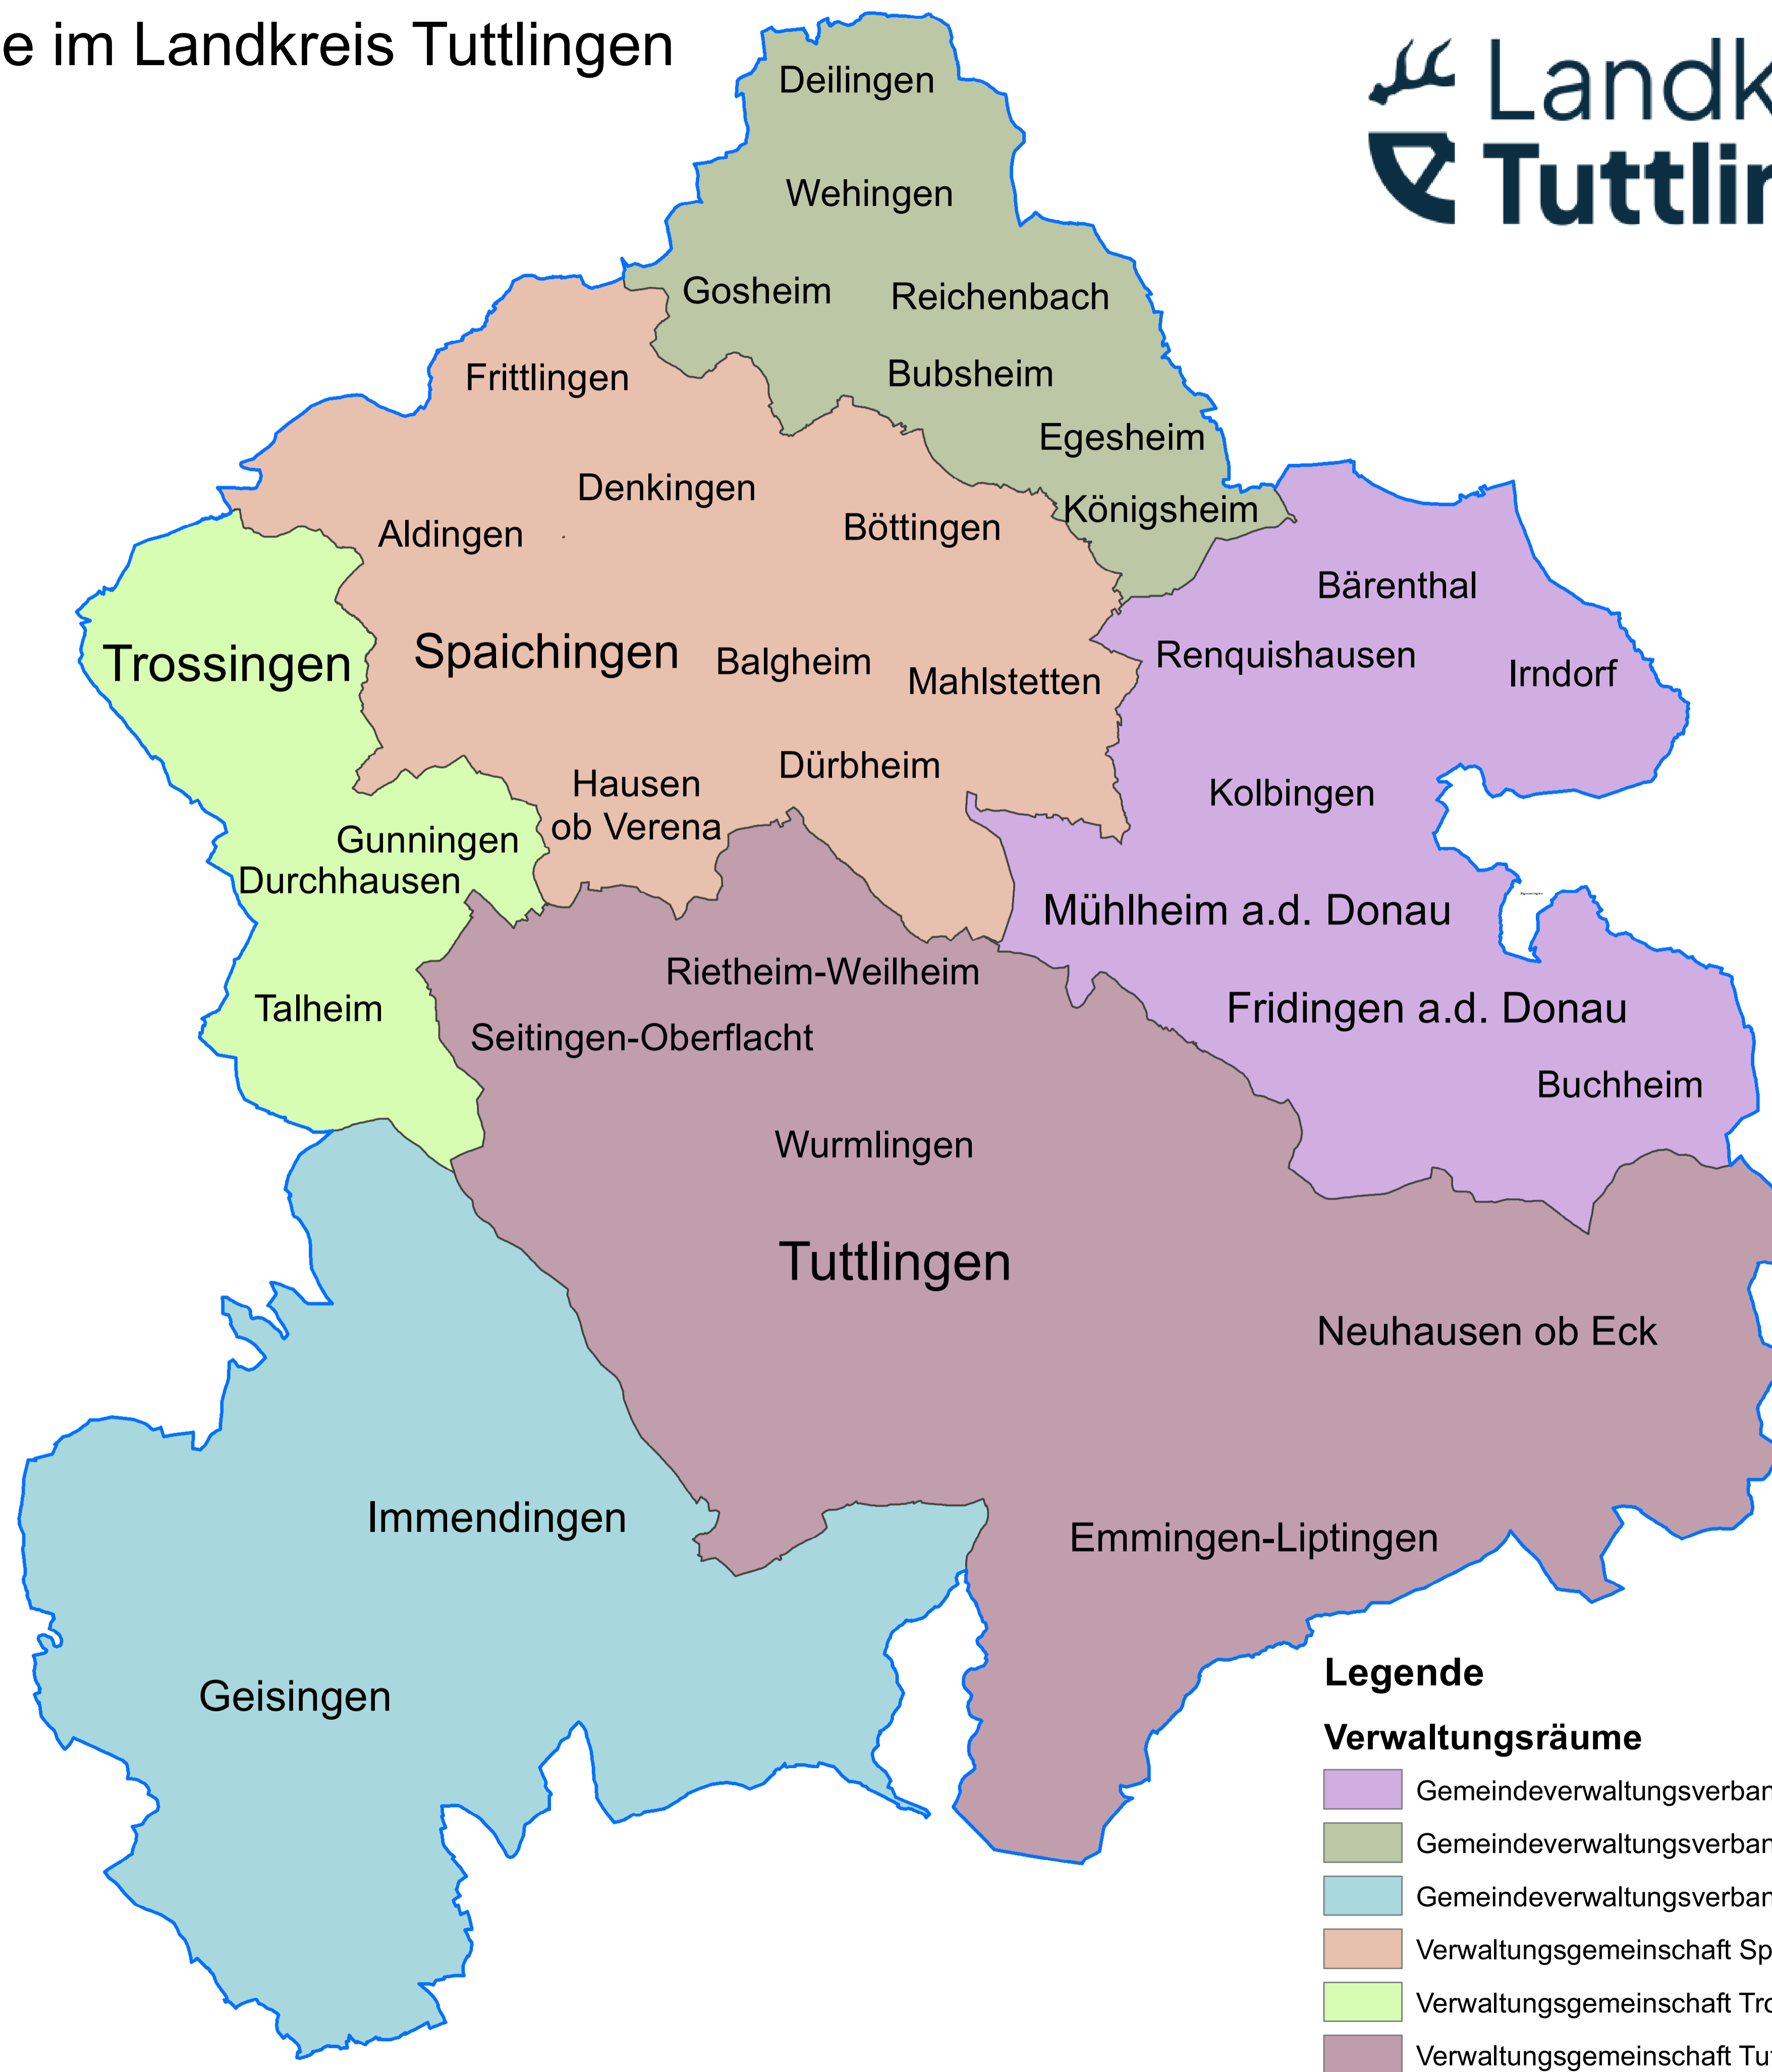 e im Landkreis Tuttlingen
Landk
Tuttlin
Deilingen
Wehingen
Gosheim
Reichenbach
Frittlingen
Bubsheim
Egesheim
Denkingen
Königsheim
Aldingen
Böttingen
Bärenthal
Trossingen
Spaichingen
Balgheim
Mahlstetten
Renquishausen
Irndorf
Hausen
ob Verena
Dürbheim
Kolbingen
Gunningen
Durchhausen
Mühlheim a.d. Donau
Rietheim-Weilheim
Talheim
Fridingen a.d. Donau
Seitingen-Oberflacht
Buchheim
Wurmlingen
Tuttlingen
Neuhausen ob Eck
Immendingen
Emmingen-Liptingen
Geisingen
Legende
Verwaltungsräume
Gemeindeverwaltungsverban
Gemeindeverwaltungsverban
Gemeindeverwaltungsverban
Verwaltungsgemeinschaft Sp
Verwaltungsgemeinschaft Tro
Verwaltungsgemeinschaft Tut